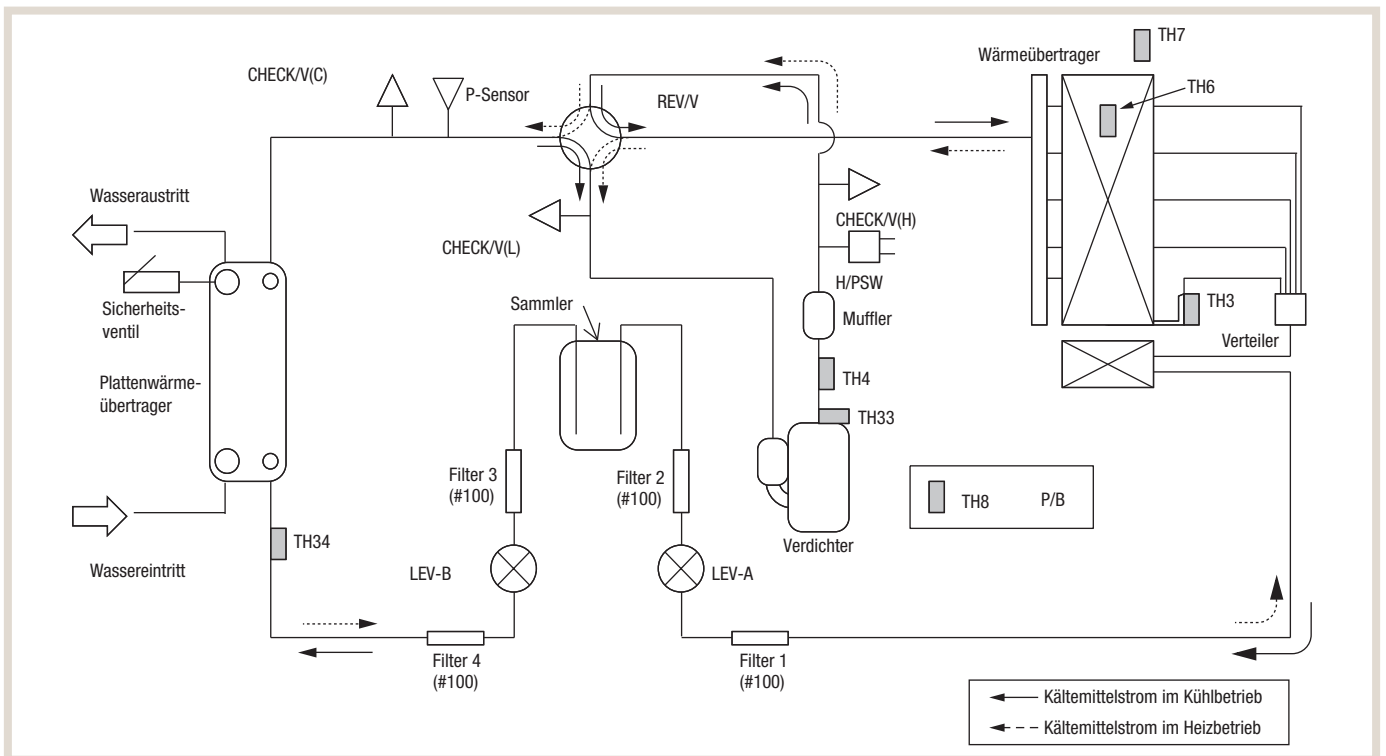 TH7
Wärmeübertrager
CHECK/V(C)
P-Sensor
REV/V
TH6
Wasseraustritt
CHECK/V(H)
CHECK/V(L)
H/PSW
Sicherheits-
ventil
Sammler
Muffler
TH3
Verteiler
Plattenwärme-
übertrager
TH4
TH33
Filter 3
(#100)
Filter 2
(#100)
TH8
P/B
TH34
Verdichter
Wassereintritt
LEV-B
LEV-A
Filter 4
(#100)
Filter 1
(#100)
Kältemittelstrom im Kühlbetrieb
Kältemittelstrom im Heizbetrieb